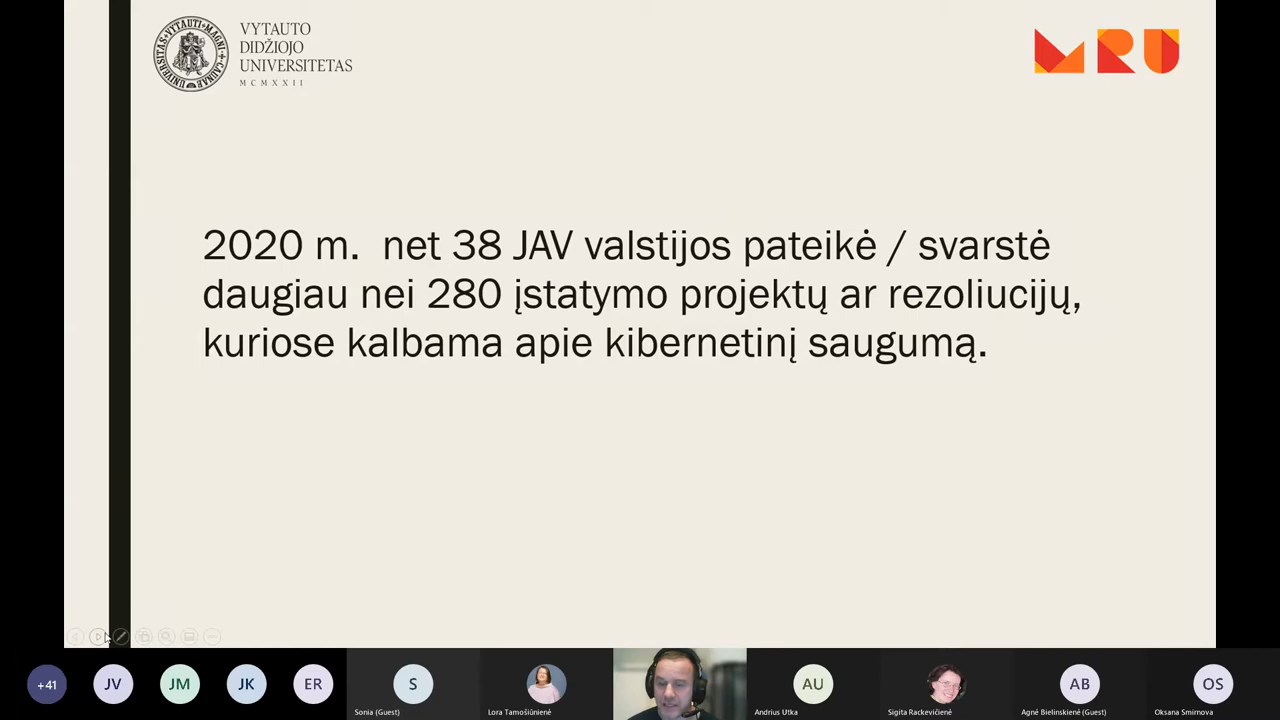 VYTAUTO
DIDŽIOJO
UNIVERSITETAS
MCMXXII
MRU
2020 m.  net 38 JAV valstijos pateikė / svarstė
daugiau nei 280 įstatymo projektų ar rezoliucijų,
kuriose kalbama apie kibernetinį saugumą.
+41
JV
JM
JK
ER
S
Sonia (Guest)
Lora Tamošiūnienė
AU
Andrius Utka
Sigita Rackevičienė
AB
Agnė Bielinskienė (Guest)
OS
Oksana Smirnova